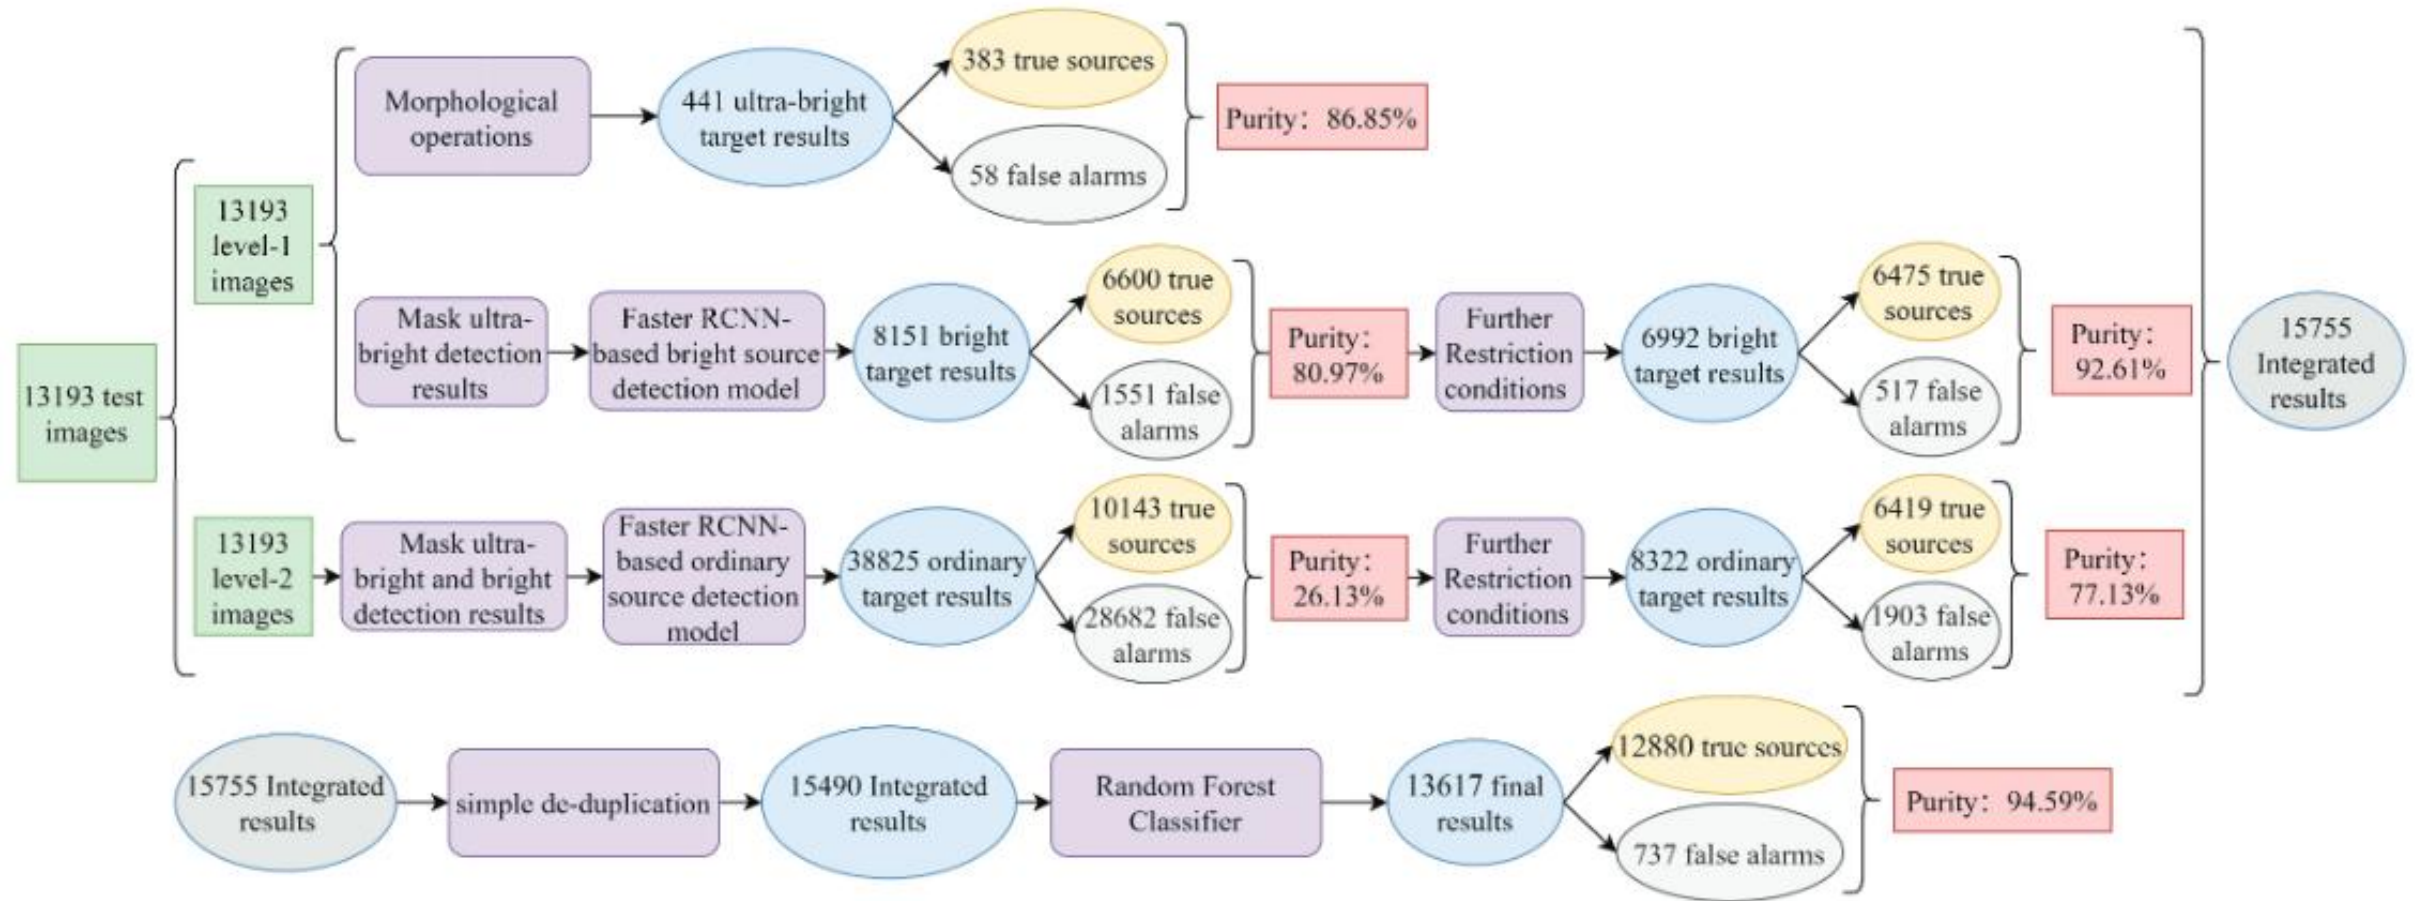 13193 test
images
13193
level-1
images
Morphological
operations
441 ultra-bright
target results
383 true sources
58 false alarms
Purity: 86.85%
Mask ultra-
bright detection
results
Faster RCNN-
based bright source
detection model
8151 bright
target results
6600 true
sources
1551 false
alarms
Purity:
80.97%
Further
Restriction
conditions
6992 bright
target results
6475 true
sources
517 false
alarms
Purity:
92.61%
13193
level-2
images
Mask ultra-
bright and bright
detection results
Faster RCNN-
based ordinary
source detection
model
38825 ordinary
target results
10143 true
sources
28682 false
alarms
Purity:
26.13%
Further
Restriction
conditions
8322 ordinary
target results
6419 true
sources
1903 false
alarms
Purity:
77.13%
15755
Integrated
results
15755 Integrated
results
simple de-duplication
15490 Integrated
results
Random Forest
Classifier
13617 final
results
12880 true sources
737 false alarms
Purity: 94.59%